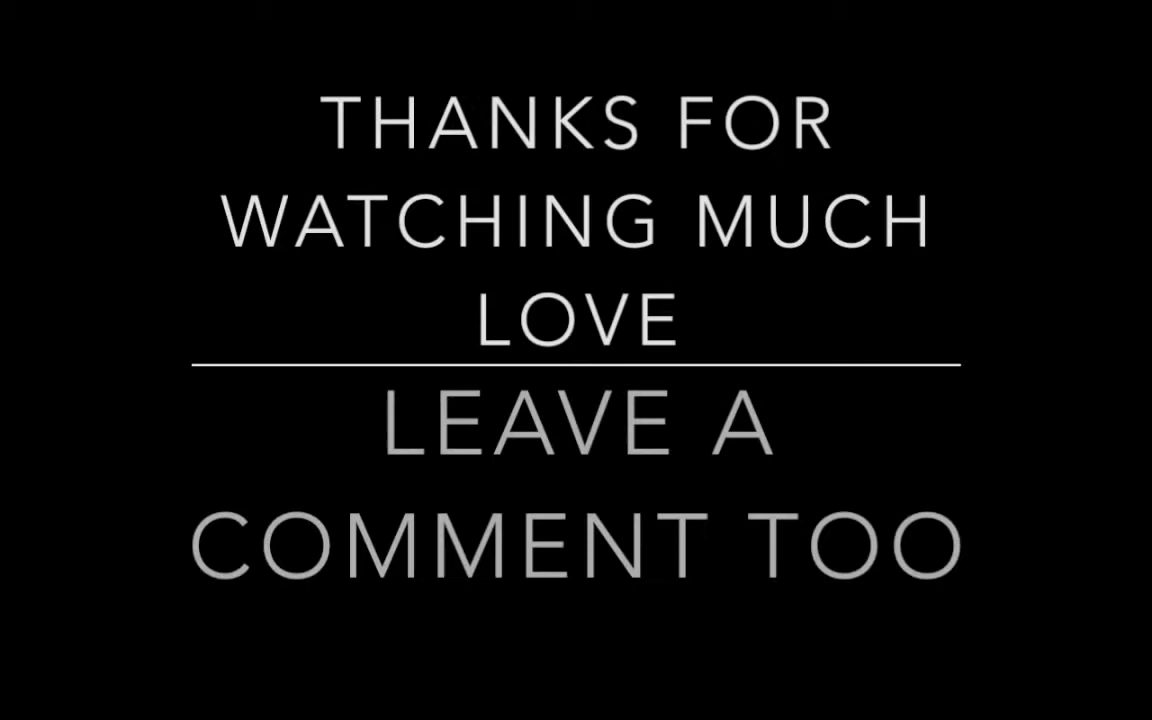 THANKS FOR
WATCHING MUCH
LOVE
LEAVE A
COMMENT TOO